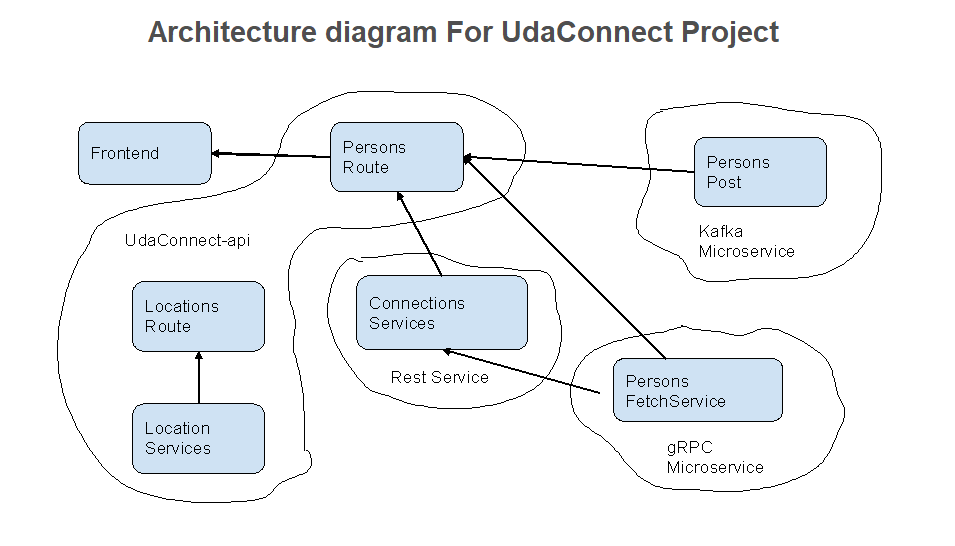 Architecture diagram For UdaConnect Project
Frontend
Persons
Route
Persons
Post
Kafka
Microservice
UdaConnect-api
Locations
Route
Connections
Services
Rest Service
Persons
FetchService
gRPC
Microservice
Location
Services